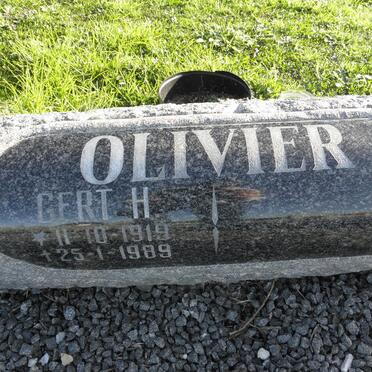 OLIVIER
GERT H
* 11-10-1919
+ 25-1-1989